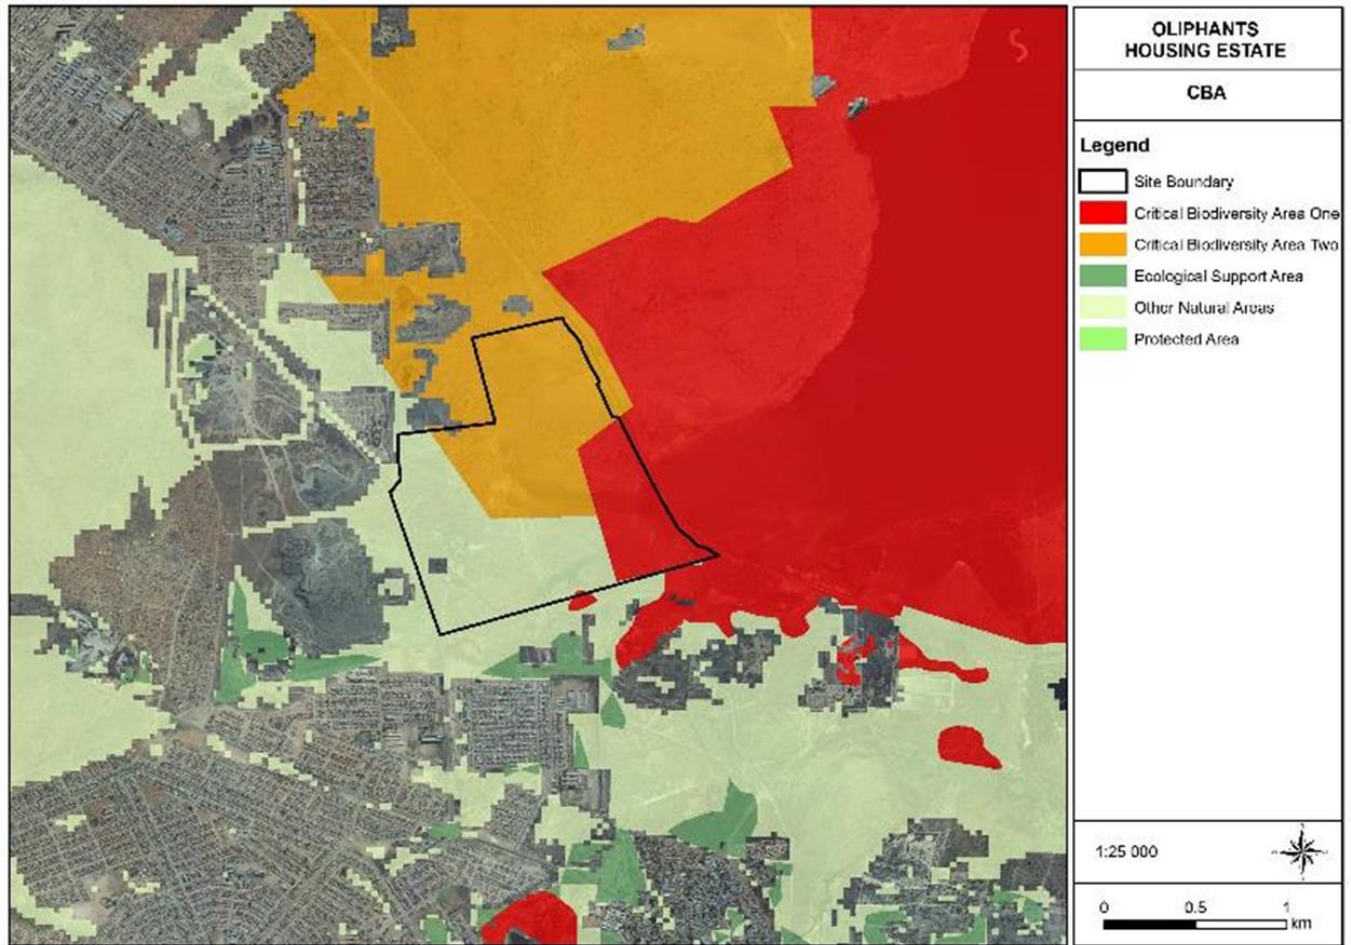 OLIPHANTS
HOUSING ESTATE
CBA
Legend
Site Boundary
Critical Biodiversity Area One
Critical Biodiversity Area Two
Ecological Support Area
Other Natural Areas
Protected Area
1:25 000
0 0.5 1
km